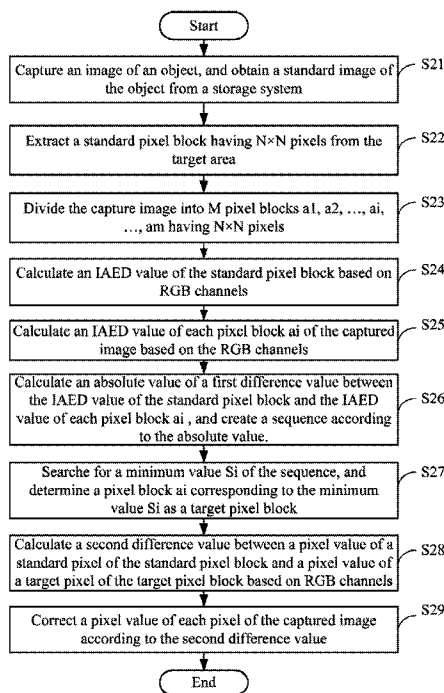 Start
S21
Capture an image of an object, and obtain a standard image of
the object from a storage system
S22
Extract a standard pixel block having N×N pixels from the
target area
S23
Divide the capture image into M pixel blocks a1, a2, …, ai,
…, am having N×N pixels
S24
Calculate an IAED value of the standard pixel block based on
RGB channels
S25
Calculate an IAED value of each pixel block ai of the captured
image based on the RGB channels
S26
Calculate an absolute value of a first difference value between
the IAED value of the standard pixel block and the IAED
value of each pixel block ai , and create a sequence according
to the absolute value.
S27
Searche for a minimum value Si of the sequence, and
determine a pixel block ai corresponding to the minimum
value Si as a target pixel block
S28
Calculate a second difference value between a pixel value of a
standard pixel of the standard pixel block and a pixel value of
a target pixel of the target pixel block based on RGB channels
S29
Correct a pixel value of each pixel of the captured image
according to the second difference value
End